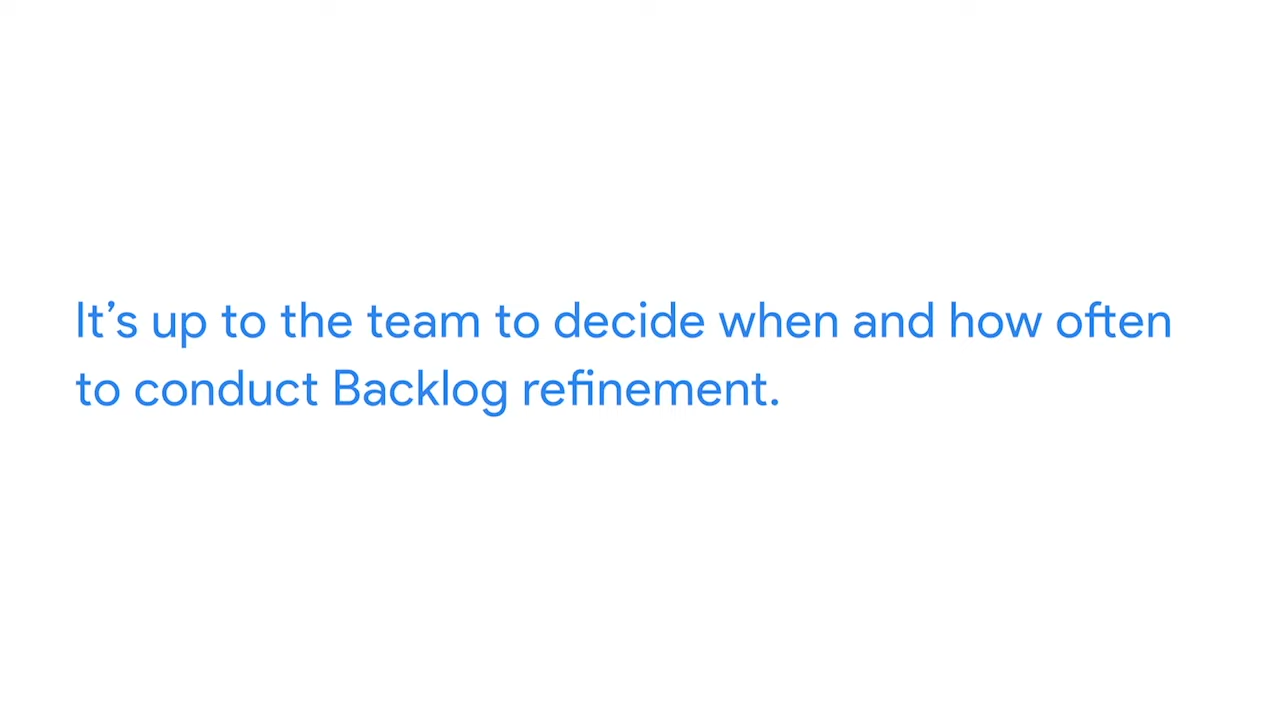 It’s up to the team to decide when and how often
to conduct Backlog refinement.